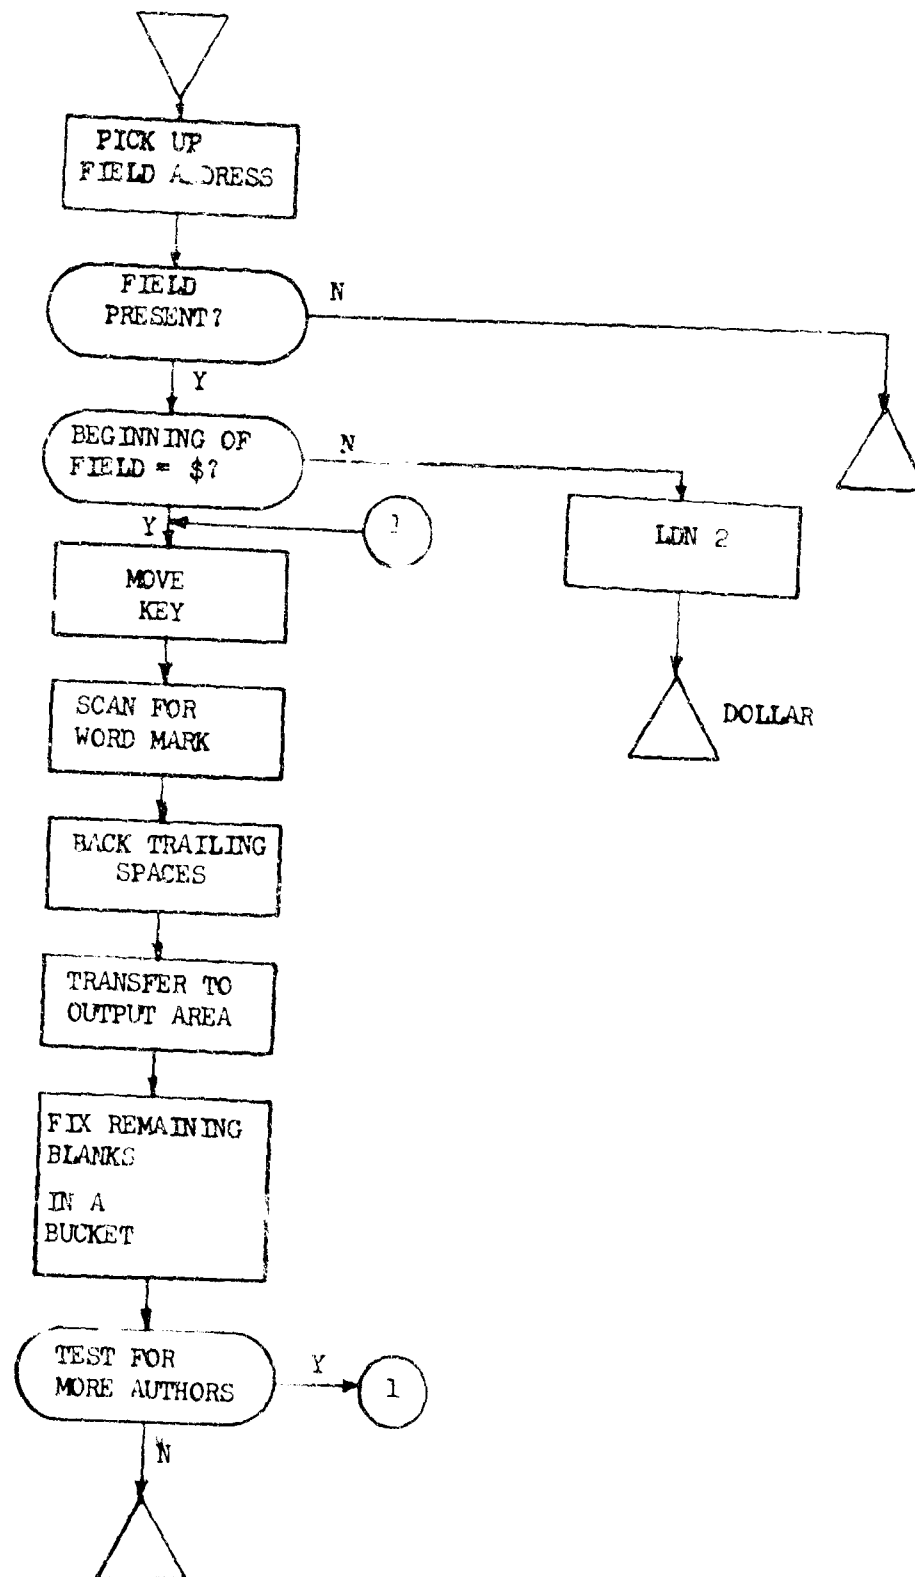 PICK UP
FIELD ADDRESS
FIELD
PRESENT?
N
Y
BEGINNING OF
FIELD = $?
N
Y
1
LDN 2
MOVE
KEY
DOLLAR
SCAN FOR
WORD MARK
BACK TRAILING
SPACES
TRANSFER TO
OUTPUT AREA
FIX REMAINING
BLANKS
IN A
BUCKET
TEST FOR
MORE AUTHORS
Y
1
N